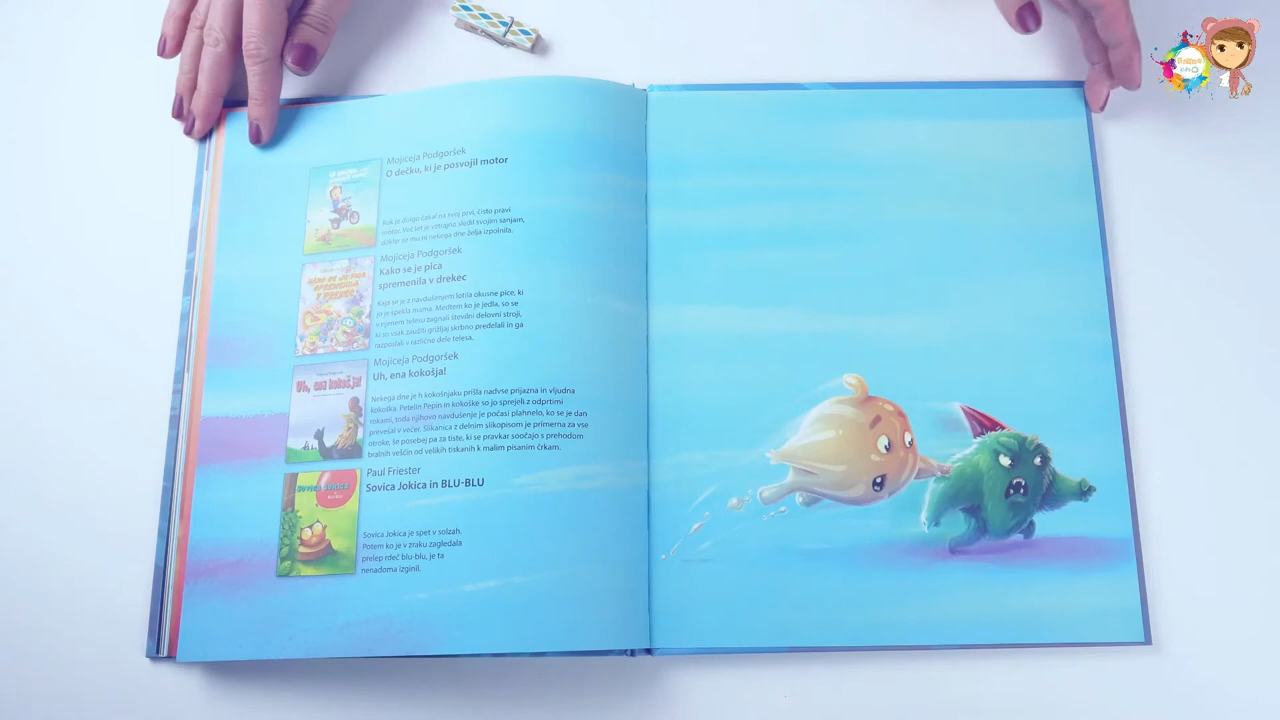 Mojiceja Podgoršek
O dečku, ki je posvojil motor
Rok je dolgo čakal na svoj prvi, čisto pravi
motor. Več let je vztrajno sledil svojim sanjam,
dokler se mu ni nekega dne želja izpolnila.
Mojiceja Podgoršek
Kako se je pica
spremenila v drekec
Kaja se je z navdušenjem lotila okusne pice, ki
jo je spekla mama. Medtem ko je jedla, so se
v njenem telesu zagnali številni delovni stroji,
ki so vsak zaužiti grižljaj skrbno predelali in ga
razposlali v različne dele telesa.
Mojiceja Podgoršek
Uh, ena kokošja!
Uh, ena kokošja!
Nekega dne je h kokošnjaku prišla nadvse prijazna in vljudna
kokoška. Petelin Pepin in kokoške so jo sprejeli z odprtimi
rokami, toda njihovo navdušenje je počasi plahnelo, ko se je dan
prevešal v večer. Slikanica z delnim slikopisom je primerna za vse
otroke, še posebej pa za tiste, ki se pravkar soočajo s prehodom
bralnih veščin od velikih tiskanih k malim pisanim črkam.
Paul Friester
Sovica Jokica in BLU-BLU
Sovica Jokica
Sovica Jokica je spet v solzah.
Potem ko je v zraku zagledala
prelep rdeč blu-blu, je ta
nenadoma izginil.